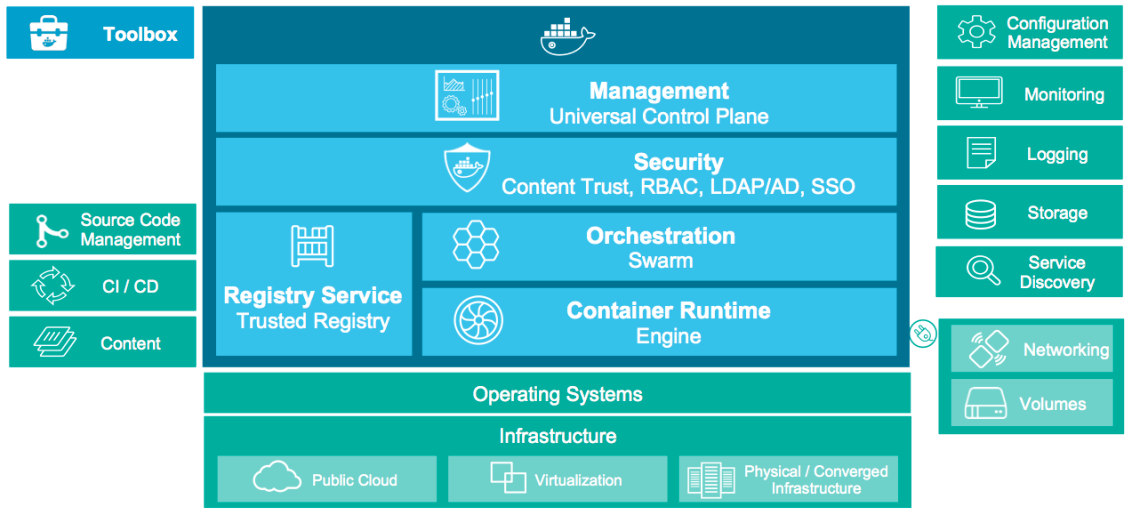 Toolbox
Management
Universal Control Plane
Security
Content Trust, RBAC, LDAP/AD, SSO
Registry Service
Trusted Registry
Orchestration
Swarm
Container Runtime
Engine
Source Code
Management
CI / CD
Content
Configuration
Management
Monitoring
Logging
Storage
Service
Discovery
Networking
Volumes
Operating Systems
Infrastructure
Public Cloud
Virtualization
Physical / Converged
Infrastructure